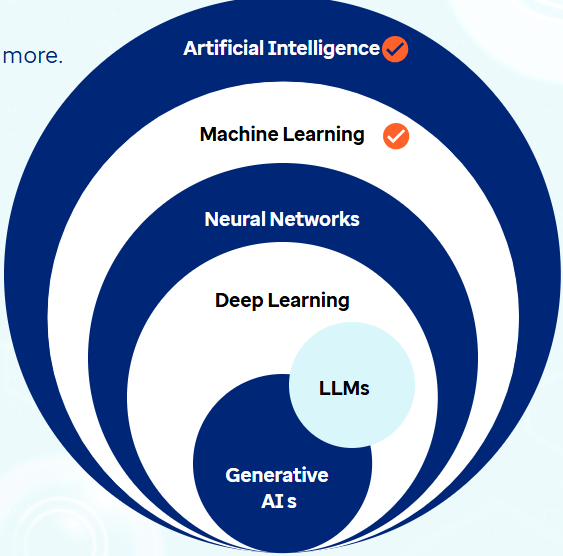 more.
Artificial Intelligence
Machine Learning
Neural Networks
Deep Learning
LLMs
Generative
AI s